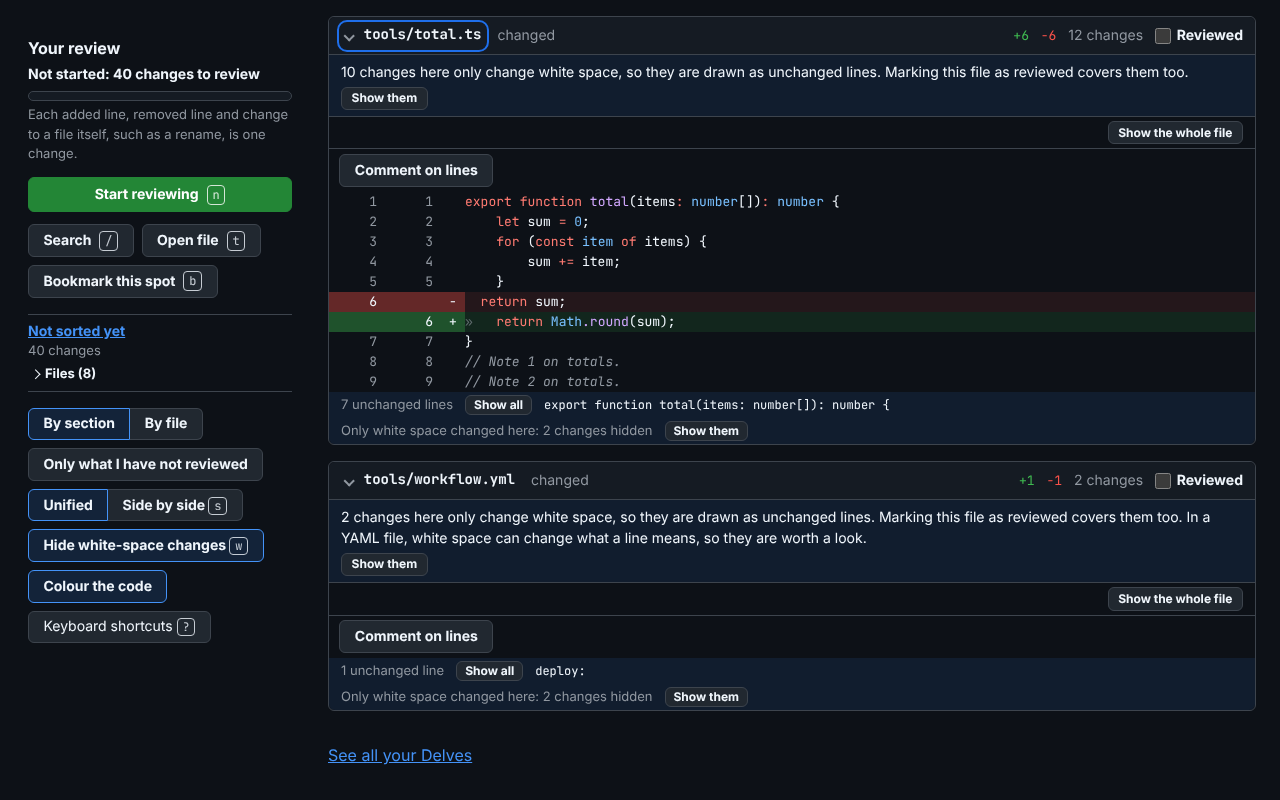 Your review
Not started: 40 changes to review
Each added line, removed line and change
to a file itself, such as a rename, is one
change.
Start reviewing n
Search / Open file t
Bookmark this spot b
Not sorted yet
40 changes
Files (8)
By section By file
Only what I have not reviewed
Unified Side by side s
Hide white-space changes w
Colour the code
Keyboard shortcuts ?
tools/total.ts changed +6 -6 12 changes Reviewed
10 changes here only change white space, so they are drawn as unchanged lines. Marking this file as reviewed covers them too.
Show them
Show the whole file
Comment on lines
1 1 export function total(items: number[]): number {
2 2 let sum = 0;
3 3 for (const item of items) {
4 4 sum += item;
5 5 }
6 - return sum;
6 + » return Math.round(sum);
7 7 }
8 8 // Note 1 on totals.
9 9 // Note 2 on totals.
7 unchanged lines Show all export function total(items: number[]): number {
Only white space changed here: 2 changes hidden Show them
tools/workflow.yml changed +1 -1 2 changes Reviewed
2 changes here only change white space, so they are drawn as unchanged lines. Marking this file as reviewed covers them too. In a
YAML file, white space can change what a line means, so they are worth a look.
Show them
Show the whole file
Comment on lines
1 unchanged line Show all deploy:
Only white space changed here: 2 changes hidden Show them
See all your Delves